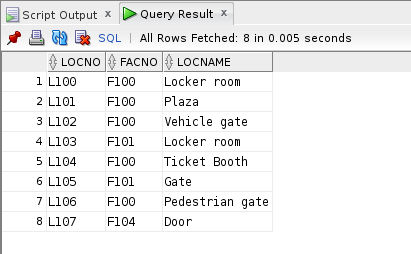 Script Output x Query Result x
SQL | All Rows Fetched: 8 in 0.005 seconds
LOCNO FACNO LOCNAME
1 L100 F100 Locker room
2 L101 F100 Plaza
3 L102 F100 Vehicle gate
4 L103 F101 Locker room
5 L104 F100 Ticket Booth
6 L105 F101 Gate
7 L106 F100 Pedestrian gate
8 L107 F104 Door